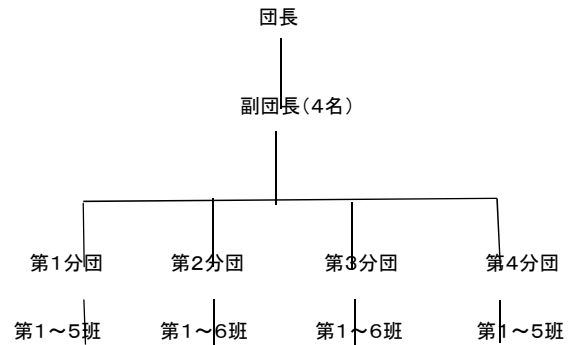 団長
副団長(4名)
第1分団 第2分団 第3分団 第4分団
第1～5班 第1～6班 第1～6班 第1～5班